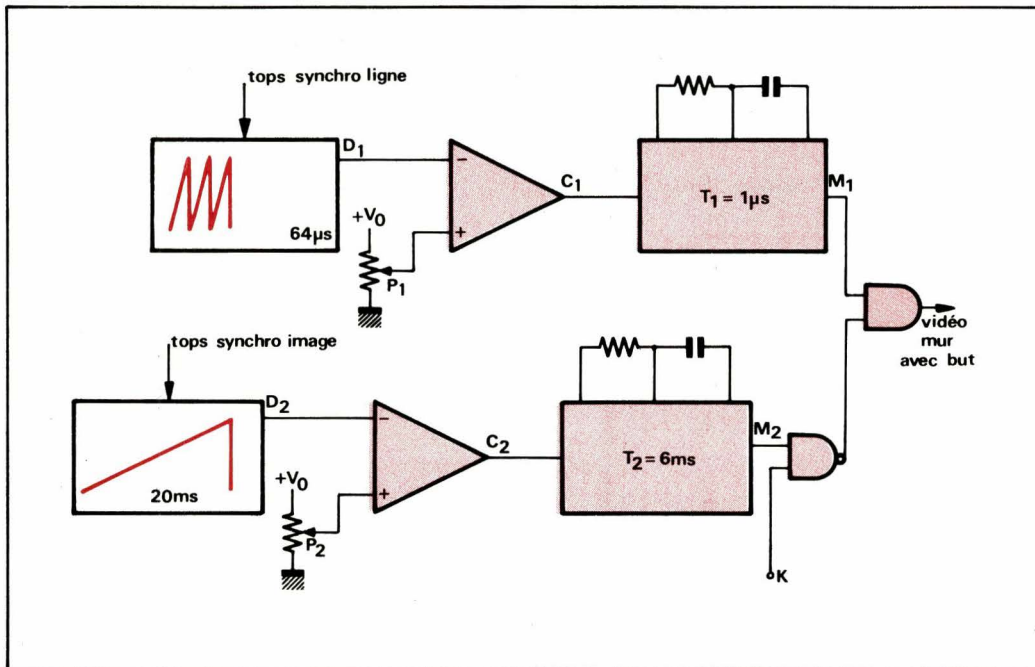 tops synchro ligne
D1
C1
M1
64µs
+V0
P1
T1 = 1µs
vidéo
mur
avec but
tops synchro image
D2
C2
M2
20ms
+V0
P2
T2 = 6ms
K